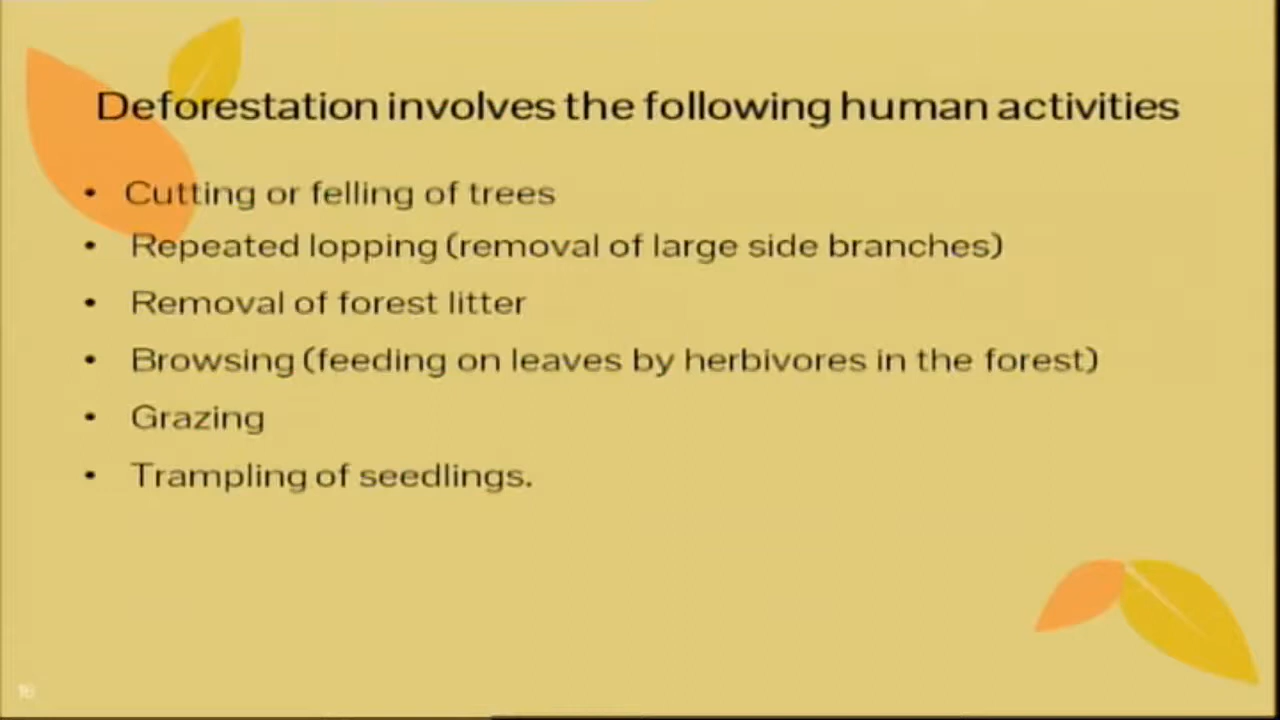 Deforestation involves the following human activities
• Cutting or felling of trees
• Repeated lopping (removal of large side branches)
• Removal of forest litter
• Browsing (feeding on leaves by herbivores in the forest)
• Grazing
• Trampling of seedlings.